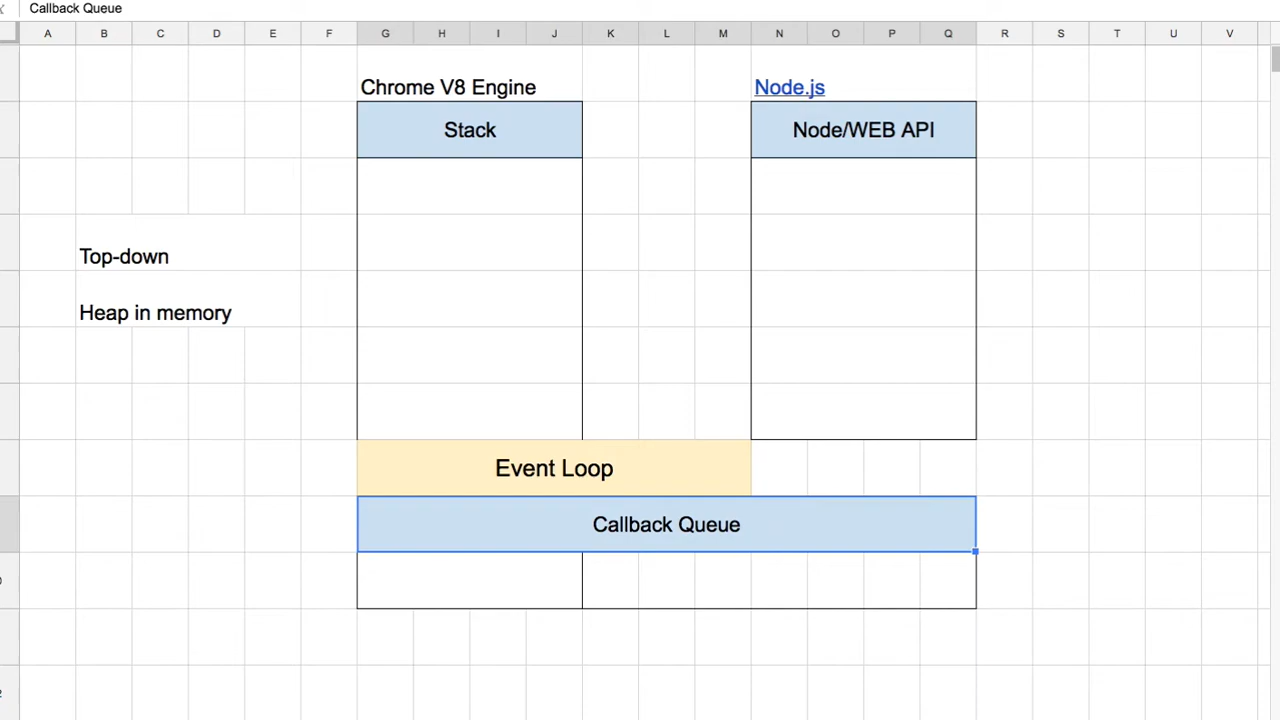 Callback Queue
A B C D E F G H I J K L M N O P Q R S T U V
Chrome V8 Engine Node.js
Stack Node/WEB API
Top-down
Heap in memory
Event Loop
Callback Queue